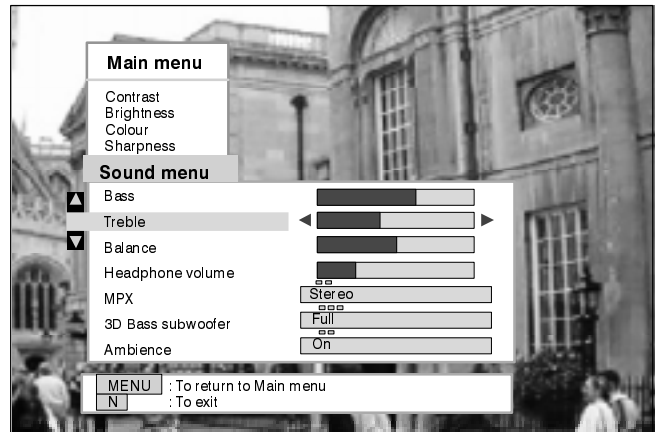 Main menu
Contrast
Brightness
Colour
Sharpness
Sound menu
Bass
Treble
Balance
Headphone volume
MPX Stereo
3D Bass subwoofer Full
Ambience On
MENU : To return to Main menu
N : To exit